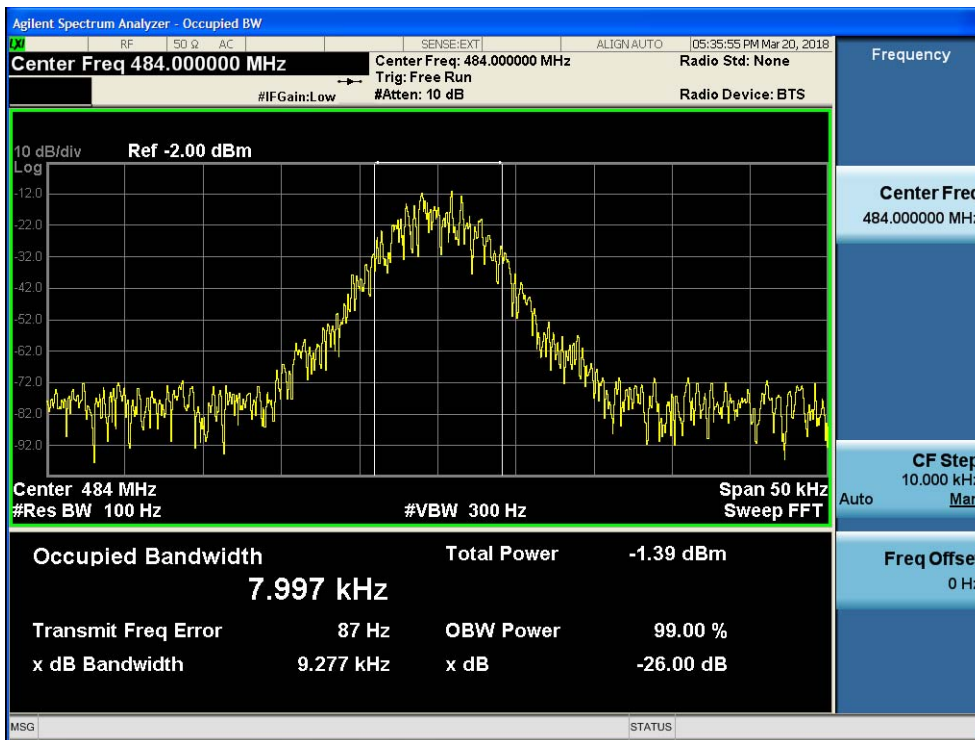 Agilent Spectrum Analyzer - Occupied BW
LXI RF 50 Ω AC SENSE:EXT ALIGN AUTO 05:35:55 PM Mar 20, 2018
Center Freq 484.000000 MHz
Center Freq: 484.000000 MHz
Radio Std: None
Trig: Free Run
#IFGain:Low
#Atten: 10 dB
Radio Device: BTS
10 dB/div Ref -2.00 dBm
Log
-12.0
-22.0
-32.0
-42.0
-52.0
-62.0
-72.0
-82.0
-92.0
Center 484 MHz
Span 50 kHz
#Res BW 100 Hz
#VBW 300 Hz
Sweep FFT
Occupied Bandwidth
7.997 kHz
Total Power -1.39 dBm
Transmit Freq Error 87 Hz
OBW Power 99.00 %
x dB Bandwidth 9.277 kHz
x dB -26.00 dB
MSG
STATUS
Frequency
Center Freq
484.000000 MHz
CF Step
10.000 kHz
Auto Man
Freq Offse
0 Hz